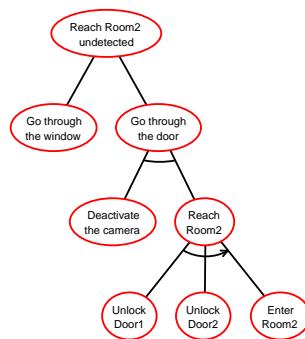 Reach Room2
undetected
Go through
the window
Go through
the door
Deactivate
the camera
Reach
Room2
Unlock
Door1
Unlock
Door2
Enter
Room2